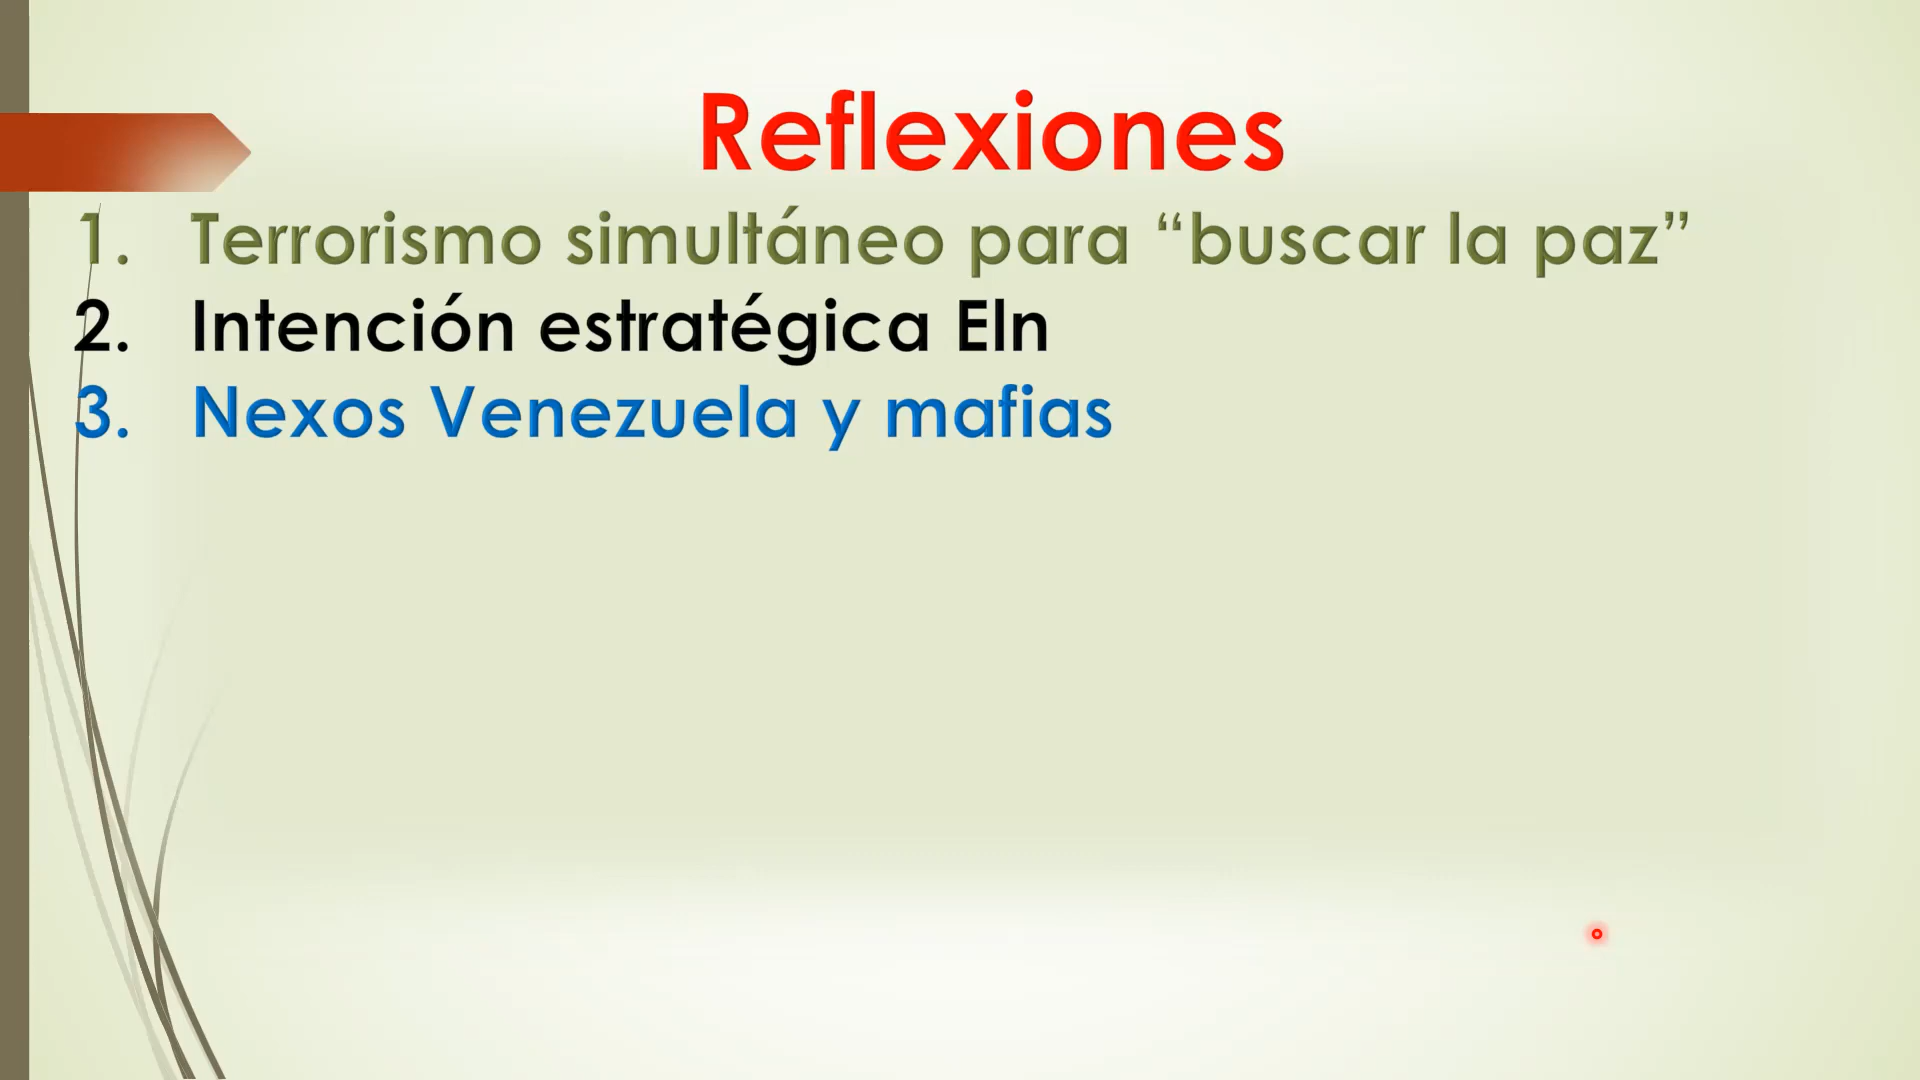 Reflexiones
1. Terrorismo simultáneo para “buscar la paz”
2. Intención estratégica Eln
3. Nexos Venezuela y mafias